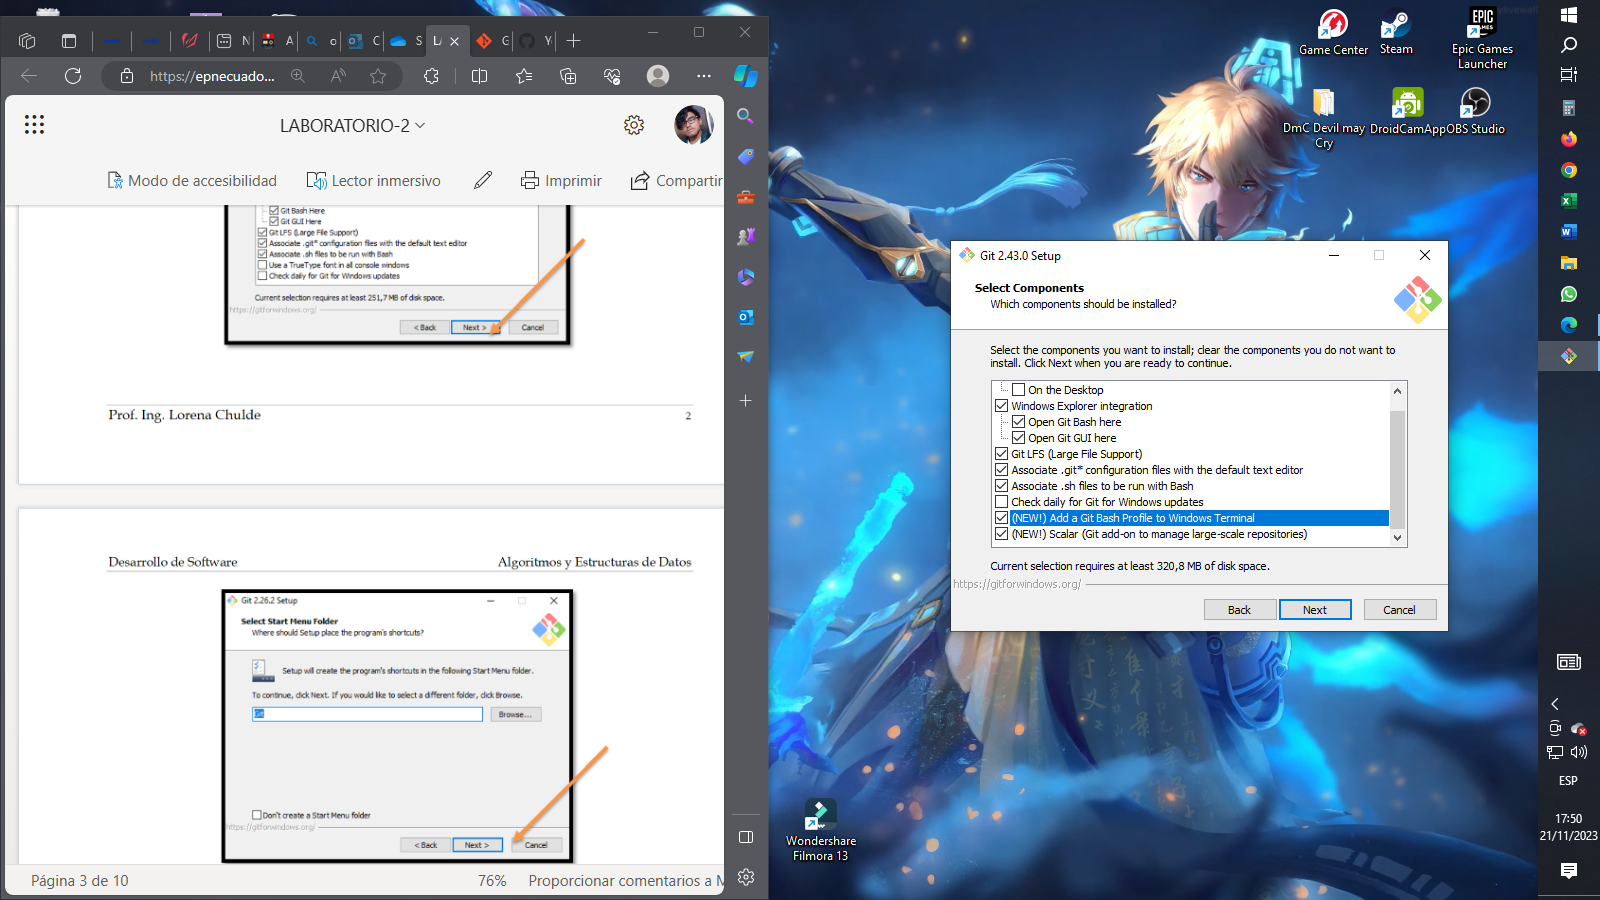 https://epnecuado...
LABORATORIO-2
Modo de accesibilidad
Lector inmersivo
Imprimir
Compartir
Git Bash Here
Git GUI Here
Git LFS (Large File Support)
Associate .git* configuration files with the default text editor
Associate .sh files to be run with Bash
Use a TrueType font in all console windows
Check daily for Git for Windows updates
Current selection requires at least 251,7 MB of disk space.
https://gitforwindows.org/
< Back
Next >
Cancel
Prof. Ing. Lorena Chulde
2
Desarrollo de Software
Algoritmos y Estructuras de Datos
Git 2.26.2 Setup
Select Start Menu Folder
Where should Setup place the program's shortcuts?
Setup will create the program's shortcuts in the following Start Menu folder.
To continue, click Next. If you would like to select a different folder, click Browse.
Git
Browse...
Don't create a Start Menu folder
https://gitforwindows.org/
< Back
Next >
Cancel
Página 3 de 10
76%
Proporcionar comentarios a M
Game Center
Steam
Epic Games
Launcher
DmC Devil may
Cry
DroidCamApp
OBS Studio
Git 2.43.0 Setup
Select Components
Which components should be installed?
Select the components you want to install; clear the components you do not want to
install. Click Next when you are ready to continue.
On the Desktop
Windows Explorer integration
Open Git Bash here
Open Git GUI here
Git LFS (Large File Support)
Associate .git* configuration files with the default text editor
Associate .sh files to be run with Bash
Check daily for Git for Windows updates
(NEW!) Add a Git Bash Profile to Windows Terminal
(NEW!) Scalar (Git add-on to manage large-scale repositories)
Current selection requires at least 320,8 MB of disk space.
https://gitforwindows.org/
Back
Next
Cancel
Wondershare
Filmora 13
ESP
17:50
21/11/2023